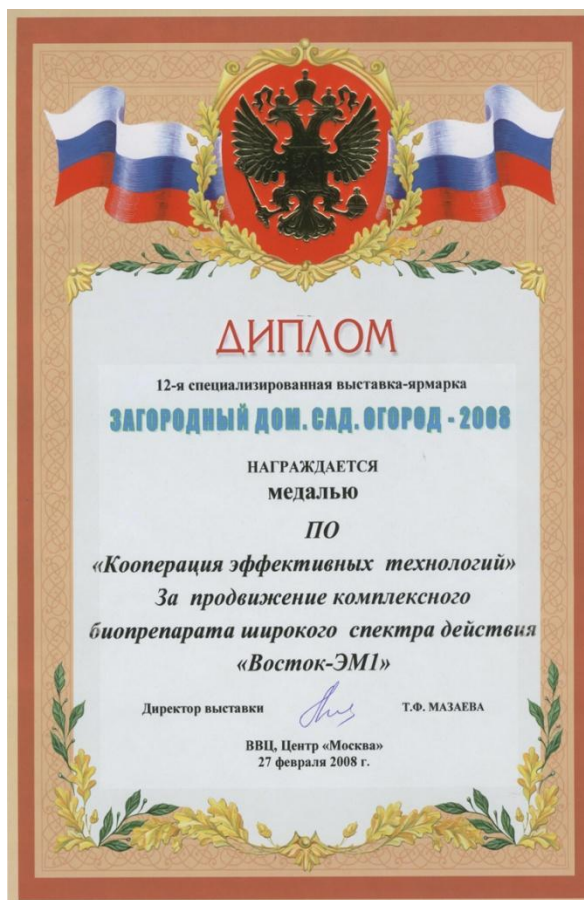 ДИПЛОМ
12-я специализированная выставка-ярмарка
ЗАГОРОДНЫЙ ДОМ. САД. ОГОРОД - 2008
НАГРАЖДАЕТСЯ
медалью
ПО
«Кооперация эффективных технологий»
За продвижение комплексного
биопрепарата широкого спектра действия
«Восток-ЭМ1»
Директор выставки Т.Ф. МАЗАЕВА
ВВЦ, Центр «Москва»
27 февраля 2008 г.